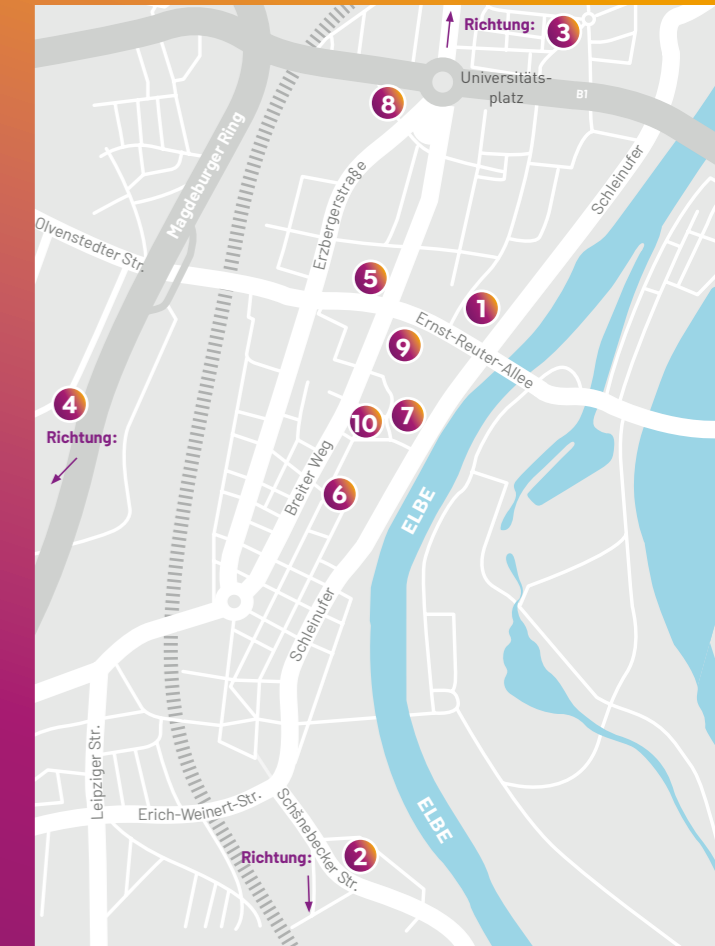 Richtung:
3
Universitäts-
platz
B1
8
Magdeburger Ring
Schleinufer
Erzbergerstraße
Olvenstedter Str.
5
1
Ernst-Reuter-Allee
9
4
Richtung:
10
7
Breiter Weg
6
ELBE
Schleinufer
Leipziger Str.
Erich-Weinert-Str.
Schšnebecker Str.
ELBE
Richtung:
2